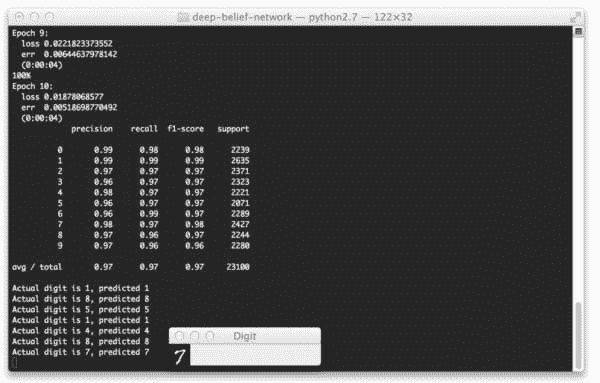 deep-belief-network — python2.7 — 122×32
Epoch 9:
loss 0.0221823373552
err 0.00644637978142
(0:00:04)
100%
Epoch 10:
loss 0.01878068577
err 0.00518698770492
(0:00:04)
precision recall f1-score support
0 0.99 0.98 0.98 2239
1 0.99 0.99 0.99 2635
2 0.97 0.97 0.97 2371
3 0.96 0.97 0.97 2323
4 0.98 0.97 0.97 2221
5 0.96 0.97 0.97 2071
6 0.96 0.99 0.97 2289
7 0.98 0.97 0.98 2427
8 0.97 0.96 0.97 2244
9 0.97 0.96 0.96 2280
avg / total 0.97 0.97 0.97 23100
Actual digit is 1, predicted 1
Actual digit is 8, predicted 8
Actual digit is 5, predicted 5
Actual digit is 1, predicted 1
Actual digit is 4, predicted 4
Actual digit is 8, predicted 8
Actual digit is 7, predicted 7
Digit
7